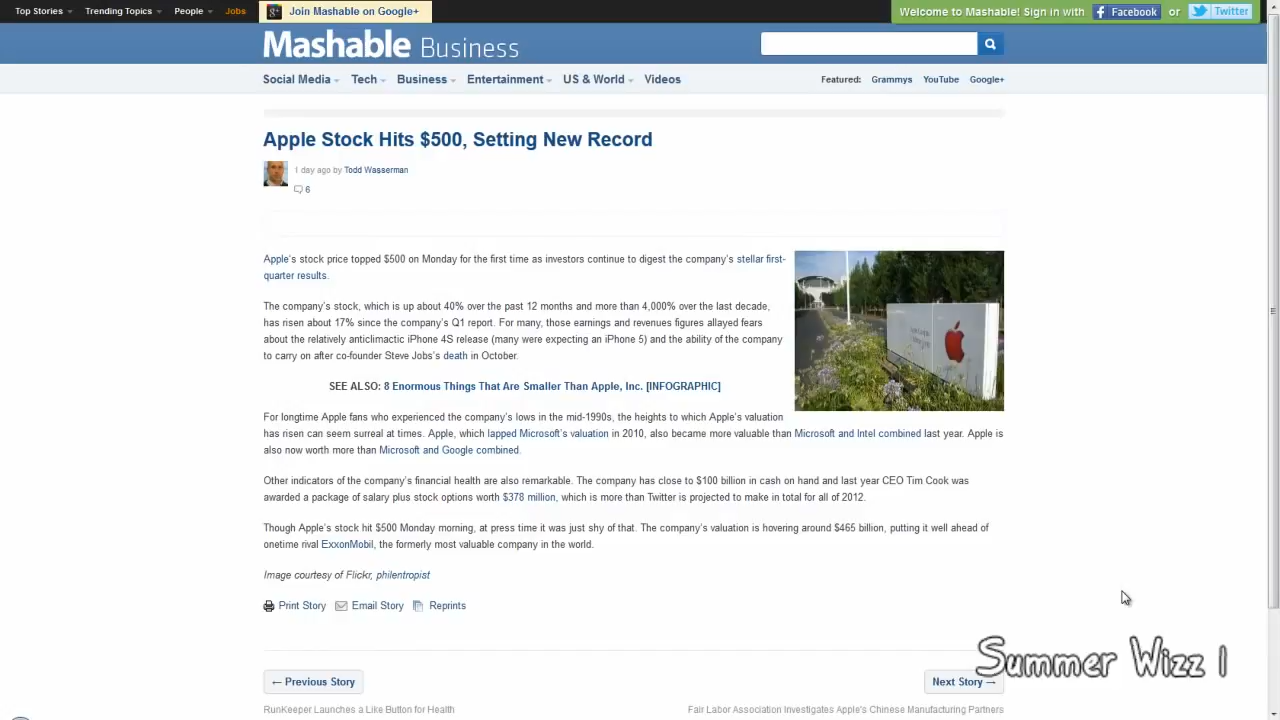 Top Stories People Trending Topics Jobs Join Mashable on Google+ Welcome to Mashable! Sign in with Facebook or Twitter
Mashable Business
Social Media Tech Business Entertainment US & World Videos Featured: Grammys YouTube Google+
Apple Stock Hits $500, Setting New Record
1 day ago by Todd Wasserman
6
Apple's stock price topped $500 on Monday for the first time as investors continue to digest the company's stellar first-
quarter results.
The company's stock, which is up about 40% over the past 12 months and more than 4,000% over the last decade,
has risen about 17% since the company's Q1 report. For many, those earnings and revenues figures allayed fears
about the relatively anticlimactic iPhone 4S release (many were expecting an iPhone 5) and the ability of the company
to carry on after co-founder Steve Jobs's death in October.
SEE ALSO: 8 Enormous Things That Are Smaller Than Apple, Inc. [INFOGRAPHIC]
For longtime Apple fans who experienced the company's lows in the mid-1990s, the heights to which Apple's valuation
has risen can seem surreal at times. Apple, which lapped Microsoft's valuation in 2010, also became more valuable than Microsoft and Intel combined last year. Apple is
also now worth more than Microsoft and Google combined.
Other indicators of the company's financial health are also remarkable. The company has close to $100 billion in cash on hand and last year CEO Tim Cook was
awarded a package of salary plus stock options worth $378 million, which is more than Twitter is projected to make in total for all of 2012.
Though Apple's stock hit $500 Monday morning, at press time it was just shy of that. The company's valuation is hovering around $465 billion, putting it well ahead of
onetime rival ExxonMobil, the formerly most valuable company in the world.
Image courtesy of Flickr, philentropist
Print Story Email Story Reprints
Summer Wizz 1
← Previous Story Next Story →
RunKeeper Launches a Like Button for Health Fair Labor Association Investigates Apple's Chinese Manufacturing Partners